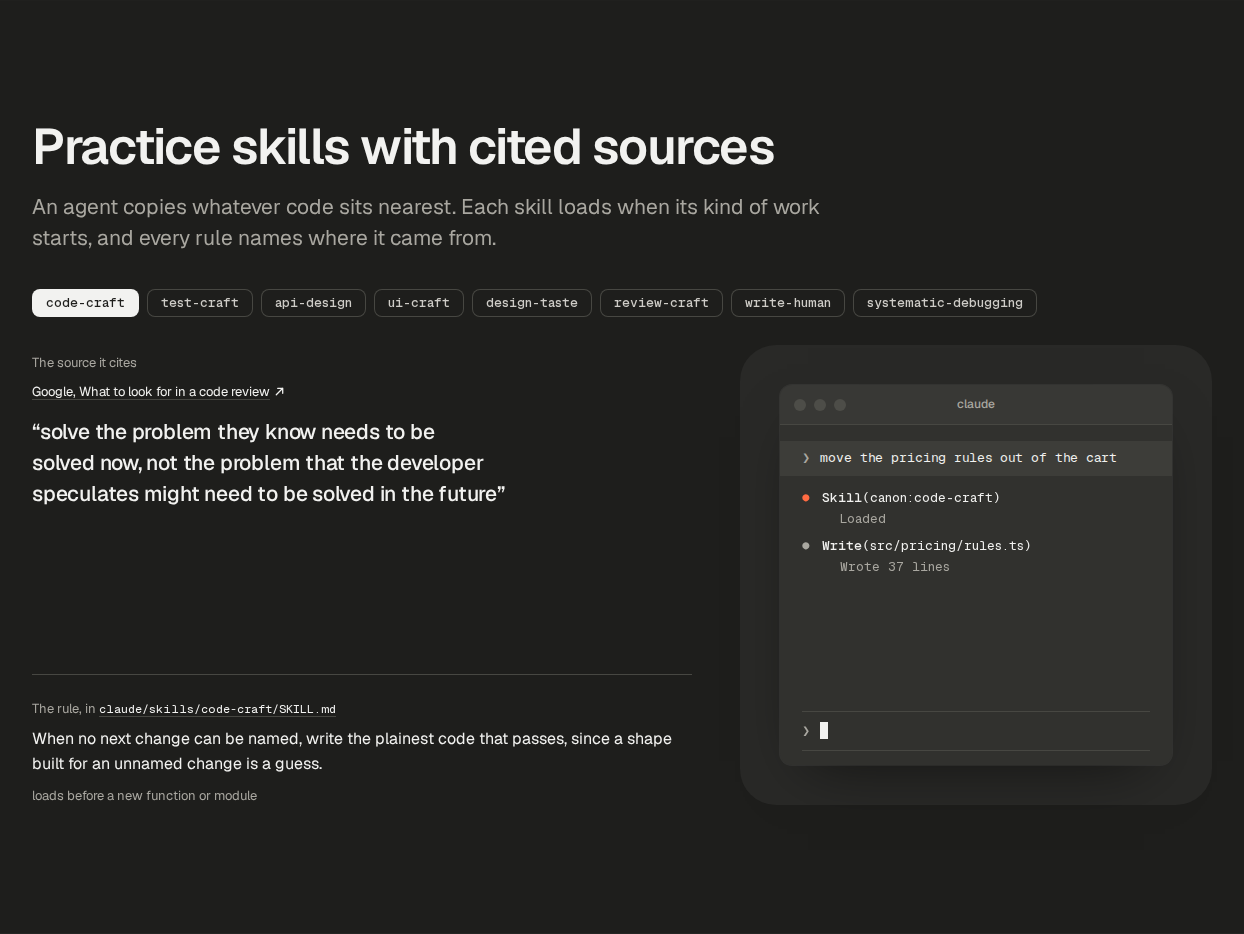 Practice skills with cited sources
An agent copies whatever code sits nearest. Each skill loads when its kind of work
starts, and every rule names where it came from.
code-craft
test-craft
api-design
ui-craft
design-taste
review-craft
write-human
systematic-debugging
The source it cites
Google, What to look for in a code review ↗
“solve the problem they know needs to be
solved now, not the problem that the developer
speculates might need to be solved in the future”
The rule, in claude/skills/code-craft/SKILL.md
When no next change can be named, write the plainest code that passes, since a shape
built for an unnamed change is a guess.
loads before a new function or module
claude
❯ move the pricing rules out of the cart
● Skill(canon:code-craft)
Loaded
● Write(src/pricing/rules.ts)
Wrote 37 lines
❯